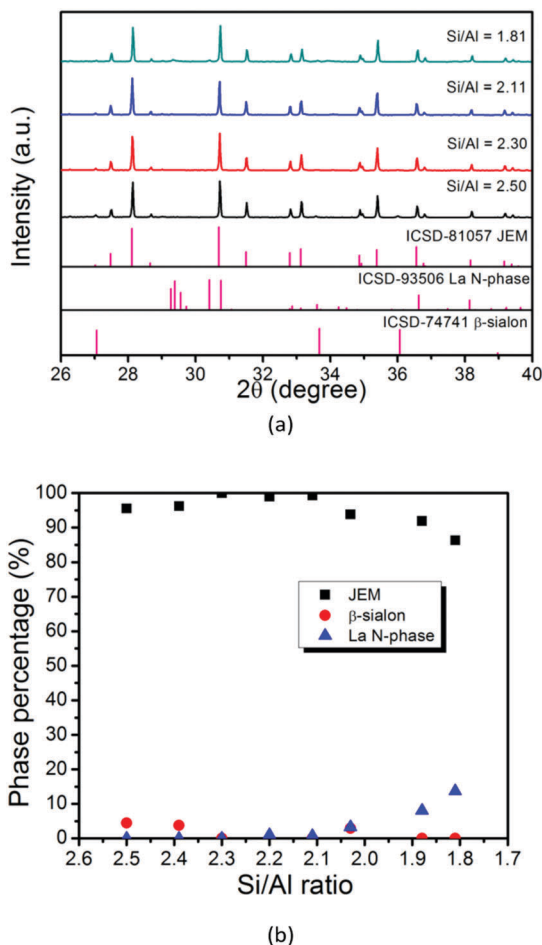 Intensity (a.u.)
Si/Al = 1.81
Si/Al = 2.11
Si/Al = 2.30
Si/Al = 2.50
ICSD-81057 JEM
ICSD-93506 La N-phase
ICSD-74741 β-sialon
26 28 30 32 34 36 38 40
2θ (degree)
(a)
Phase percentage (%)
100
90
80
70
60
50
40
30
20
10
0
JEM
β-sialon
La N-phase
2.6 2.5 2.4 2.3 2.2 2.1 2.0 1.9 1.8 1.7
Si/Al ratio
(b)